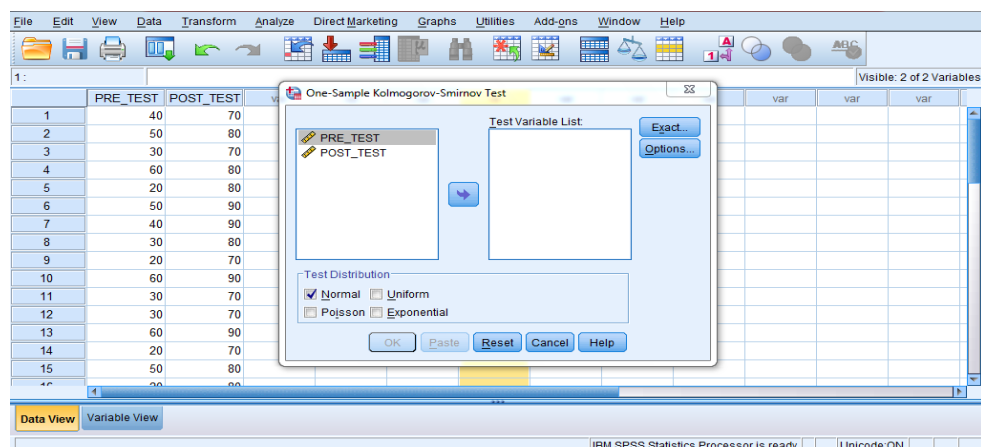 File Edit View Data Transform Analyze Direct Marketing Graphs Utilities Add-ons Window Help
1 :
Visible: 2 of 2 Variables
PRE_TEST POST_TEST var var var
1 40 70
2 50 80
3 30 70
4 60 80
5 20 80
6 50 90
7 40 90
8 30 80
9 20 70
10 60 90
11 30 70
12 30 70
13 60 90
14 20 70
15 50 80
One-Sample Kolmogorov-Smirnov Test
Test Variable List:
PRE_TEST
POST_TEST
Exact...
Options...
Test Distribution
Normal Uniform
Poisson Exponential
OK Paste Reset Cancel Help
Data View Variable View
IBM SPSS Statistics Processor is ready Unicode:ON